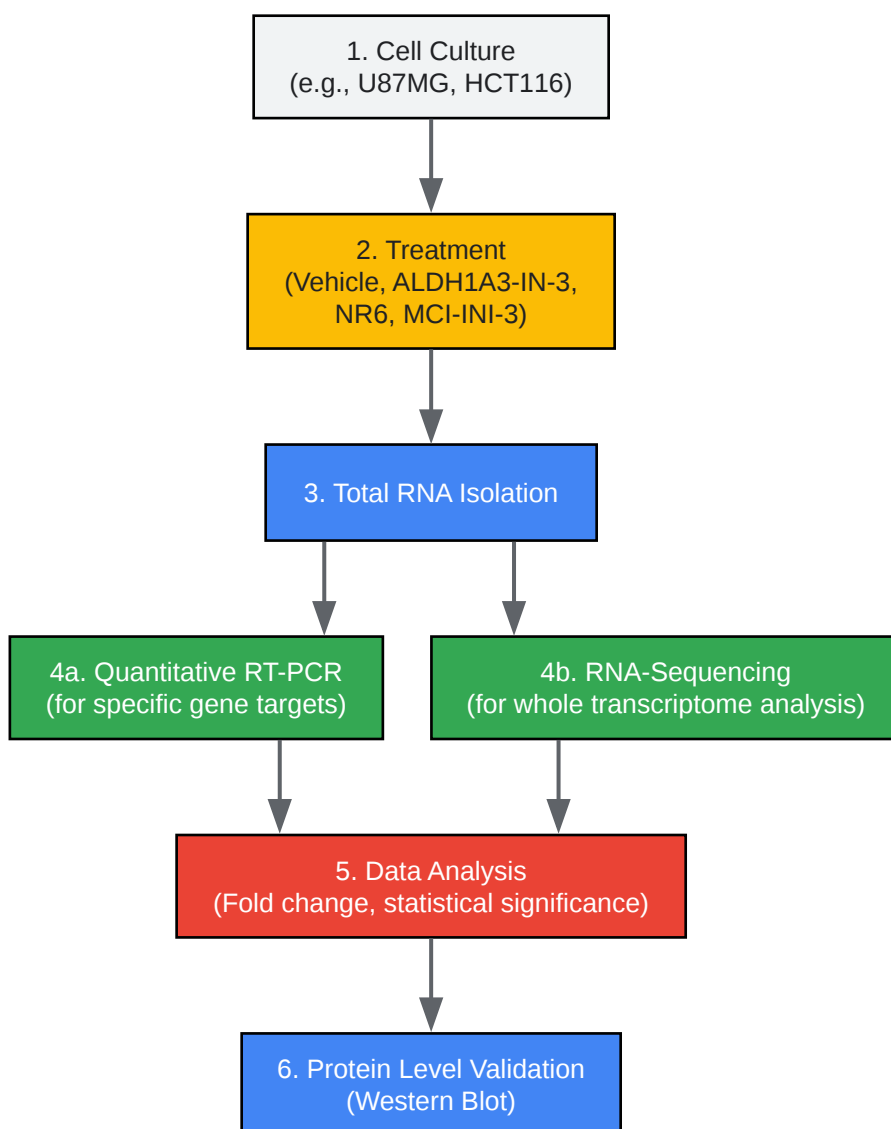 1. Cell Culture
(e.g., U87MG, HCT116)
2. Treatment
(Vehicle, ALDH1A3-IN-3,
NR6, MCI-INI-3)
3. Total RNA Isolation
4a. Quantitative RT-PCR
(for specific gene targets)
4b. RNA-Sequencing
(for whole transcriptome analysis)
5. Data Analysis
(Fold change, statistical significance)
6. Protein Level Validation
(Western Blot)